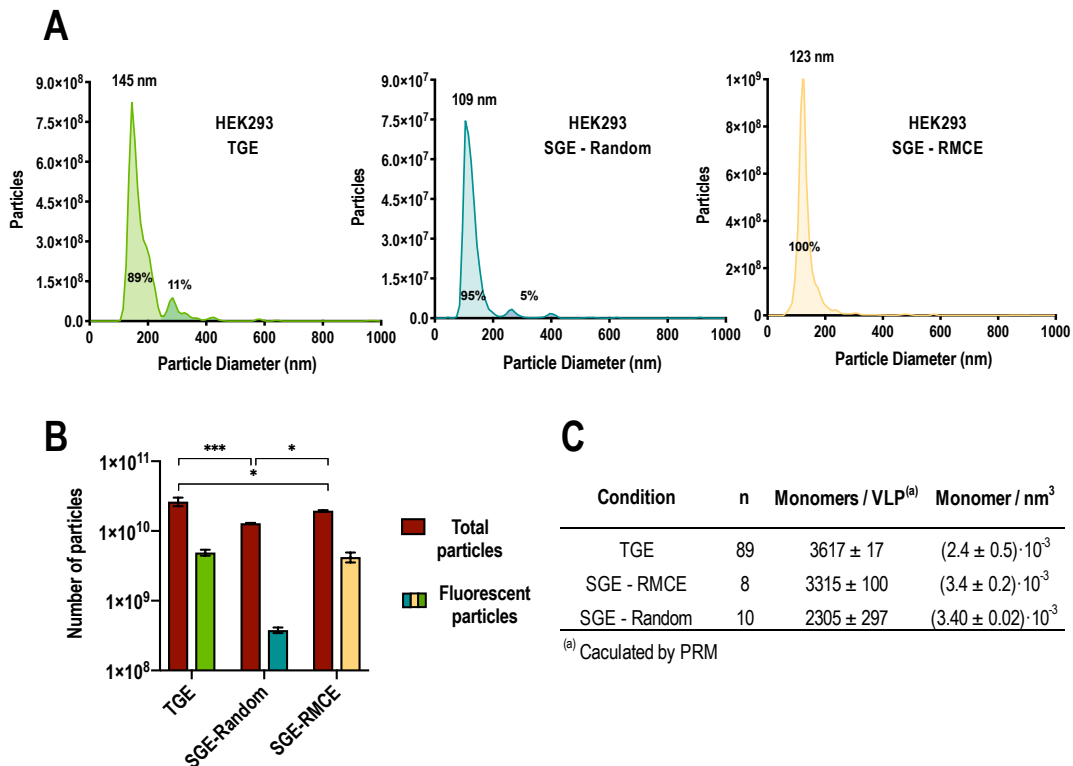 A
145 nm
9.0×10⁸
7.5×10⁸
6.0×10⁸
4.5×10⁸
3.0×10⁸
1.5×10⁸
0.0
Particles
HEK293
TGE
89%
11%
0 200 400 600 800 1000
Particle Diameter (nm)
109 nm
9.0×10⁷
7.5×10⁷
6.0×10⁷
4.5×10⁷
3.0×10⁷
1.5×10⁷
0.0
Particles
HEK293
SGE - Random
95%
5%
0 200 400 600 800 1000
Particle Diameter (nm)
123 nm
1×10⁹
8×10⁸
6×10⁸
4×10⁸
2×10⁸
0
Particles
HEK293
SGE - RMCE
100%
0 200 400 600 800 1000
Particle Diameter (nm)
B
*** *
*
1×10¹¹
1×10¹⁰
1×10⁹
1×10⁸
Number of particles
TGE
SGE-Random
SGE-RMCE
Total
particles
Fluorescent
particles
C
Condition n Monomers / VLP⁽ᵃ⁾ Monomer / nm³
TGE 89 3617 ± 17 (2.4 ± 0.5)·10⁻³
SGE - RMCE 8 3315 ± 100 (3.4 ± 0.2)·10⁻³
SGE - Random 10 2305 ± 297 (3.40 ± 0.02)·10⁻³
⁽ᵃ⁾ Caculated by PRM